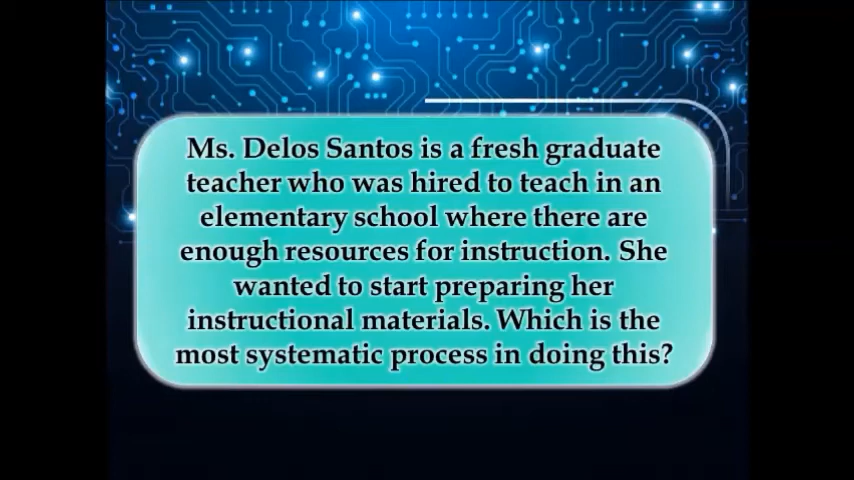 Ms. Delos Santos is a fresh graduate
teacher who was hired to teach in an
elementary school where there are
enough resources for instruction. She
wanted to start preparing her
instructional materials. Which is the
most systematic process in doing this?